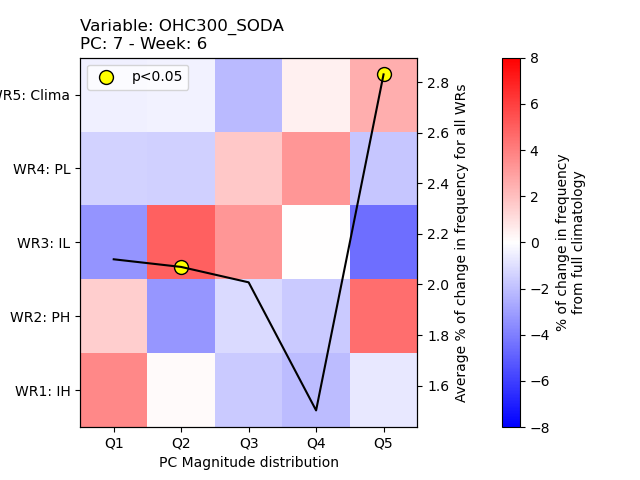 Variable: OHC300_SODA
PC: 7 - Week: 6
p<0.05
R5: Clima
WR4: PL
WR3: IL
WR2: PH
WR1: IH
Q1 Q2 Q3 Q4 Q5
PC Magnitude distribution
2.8
2.6
2.4
2.2
2.0
1.8
1.6
Average % of change in frequency for all WRs
8
6
4
2
0
−2
−4
−6
−8
% of change in frequency
from full climatology